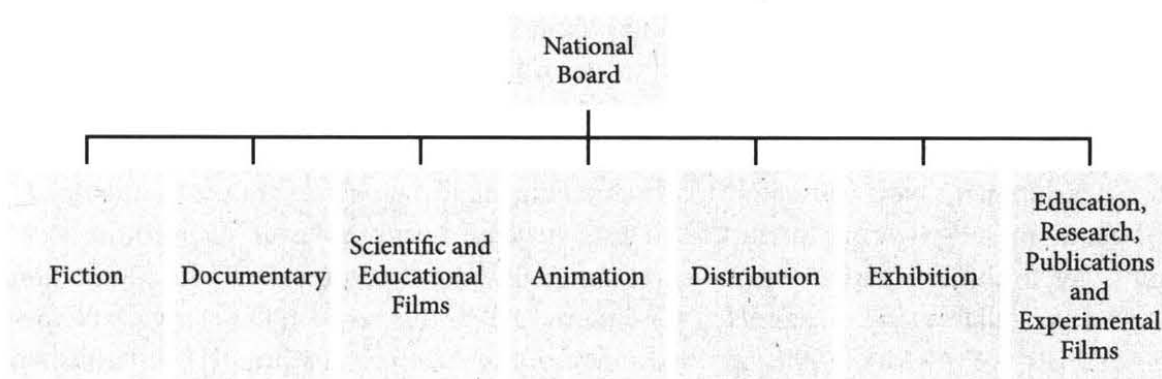 National
Board
Fiction
Documentary
Scientific and
Educational
Films
Animation
Distribution
Exhibition
Education,
Research,
Publications
and
Experimental
Films